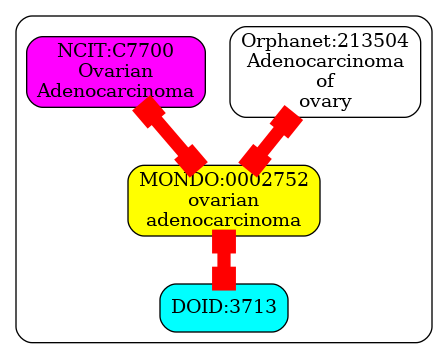 NCIT:C7700
Ovarian
Adenocarcinoma
Orphanet:213504
Adenocarcinoma
of
ovary
MONDO:0002752
ovarian
adenocarcinoma
DOID:3713